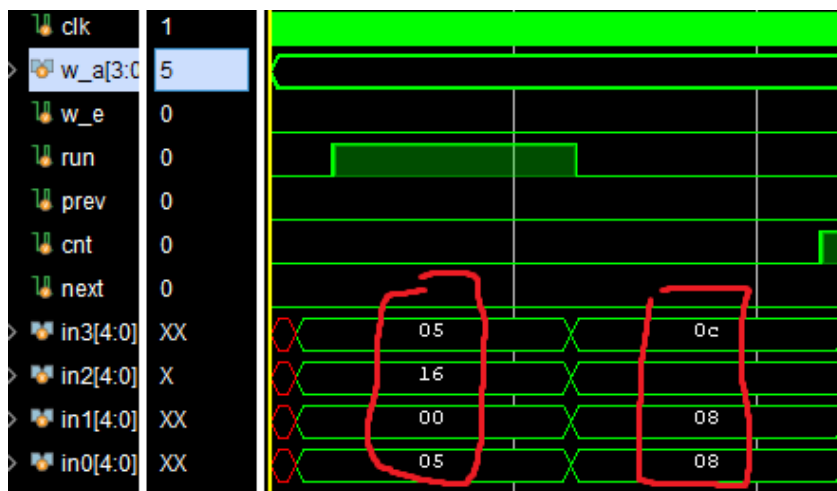 clk 1
w_a[3:0 5
w_e 0
run 0
prev 0
cnt 0
next 0
in3[4:0] XX 05 0c
in2[4:0] X 16
in1[4:0] XX 00 08
in0[4:0] XX 05 08